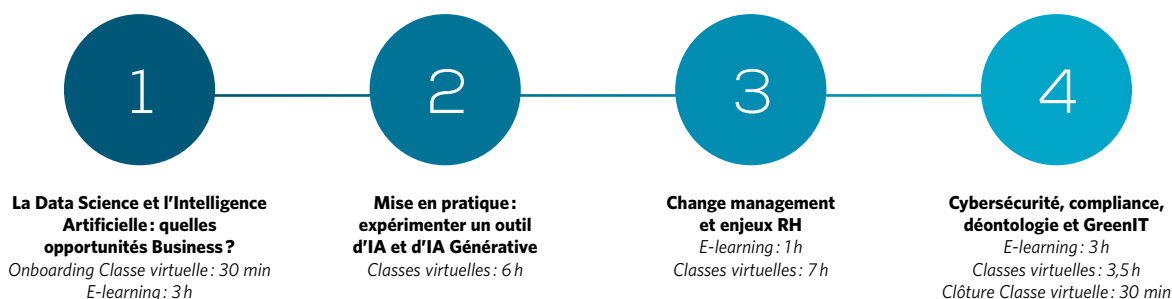 1
La Data Science et l’Intelligence
Artificielle : quelles
opportunités Business ?
Onboarding Classe virtuelle : 30 min
E-learning : 3 h
2
Mise en pratique :
expérimenter un outil
d’IA et d’IA Générative
Classes virtuelles : 6 h
3
Change management
et enjeux RH
E-learning : 1 h
Classes virtuelles : 7 h
4
Cybersécurité, compliance,
déontologie et GreenIT
E-learning : 3 h
Classes virtuelles : 3,5 h
Clôture Classe virtuelle : 30 min